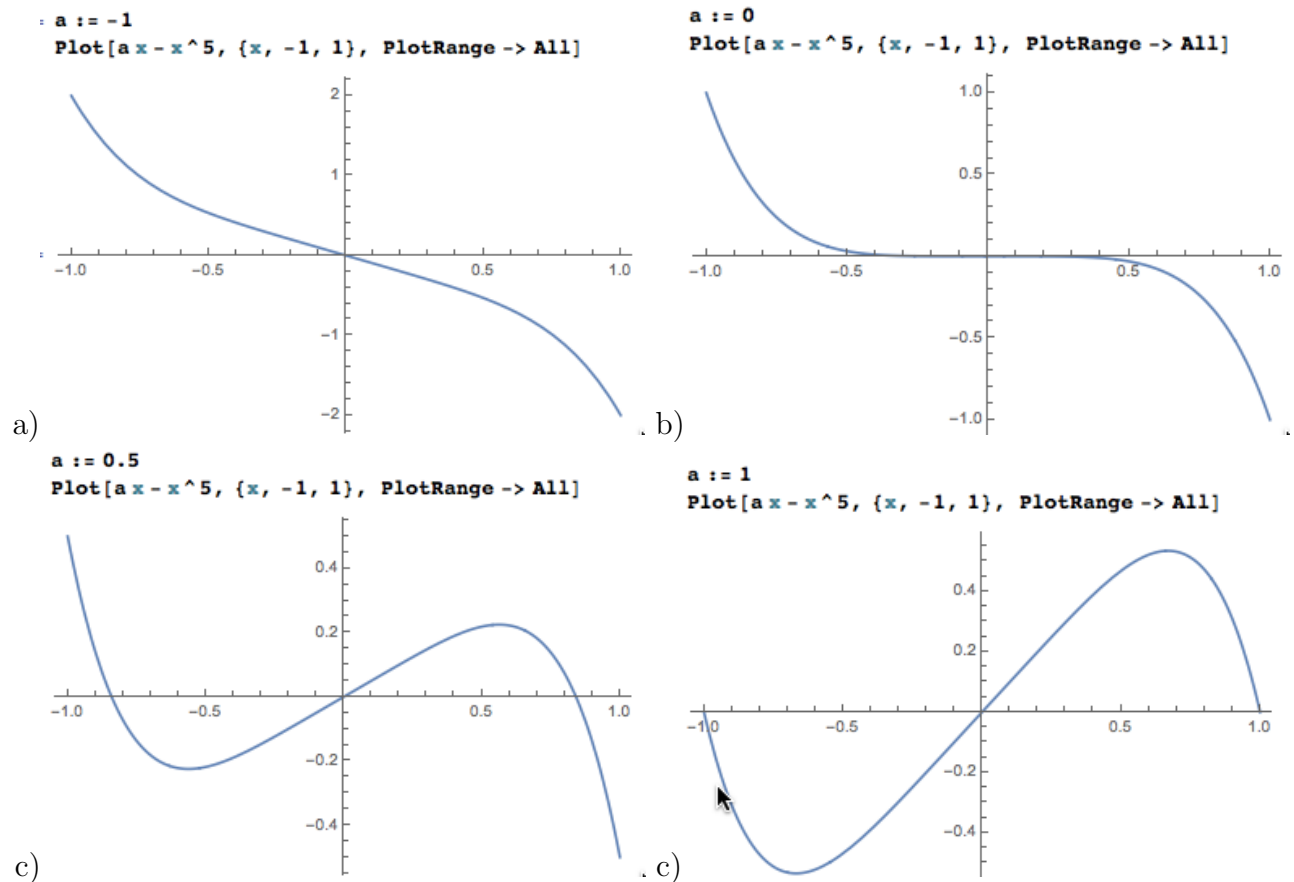 a := -1
Plot[a x - x^5, {x, -1, 1}, PlotRange -> All]
2
1
-1.0
-0.5
0.5
1.0
-1
-2
a)
a := 0
Plot[a x - x^5, {x, -1, 1}, PlotRange -> All]
1.0
0.5
-1.0
-0.5
0.5
1.0
-0.5
-1.0
, b)
,
a := 0.5
Plot[a x - x^5, {x, -1, 1}, PlotRange -> All]
0.4
0.2
-1.0
-0.5
0.5
1.0
-0.2
-0.4
c)
a := 1
Plot[a x - x^5, {x, -1, 1}, PlotRange -> All]
0.4
0.2
-1.0
-0.5
0.5
1.0
-0.2
-0.4
, c)